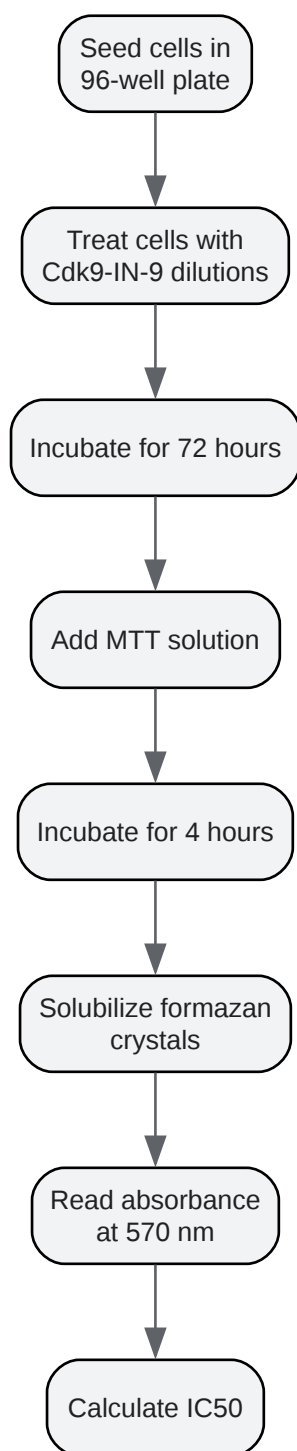 Seed cells in
96-well plate
Treat cells with
Cdk9-IN-9 dilutions
Incubate for 72 hours
Add MTT solution
Incubate for 4 hours
Solubilize formazan
crystals
Read absorbance
at 570 nm
Calculate IC50